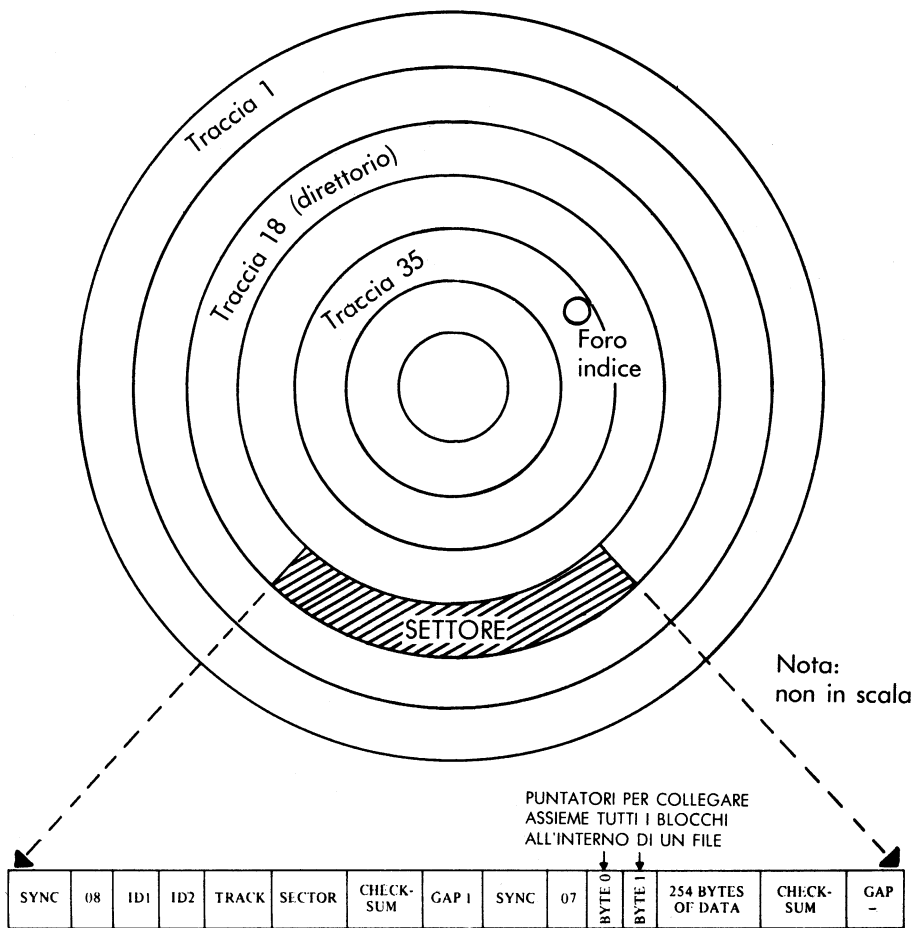 Traccia 1
Traccia 18 (direttorio)
Traccia 35
Foro
indice
SETTORE
Nota:
non in scala
PUNTATORI PER COLLEGARE
ASSIEME TUTTI I BLOCCHI
ALL'INTERNO DI UN FILE
SYNC
08
ID1
ID2
TRACK
SECTOR
CHECK-
SUM
GAP 1
SYNC
07
BYTE 0
BYTE 1
254 BYTES
OF DATA
CHECK-
SUM
GAP
–